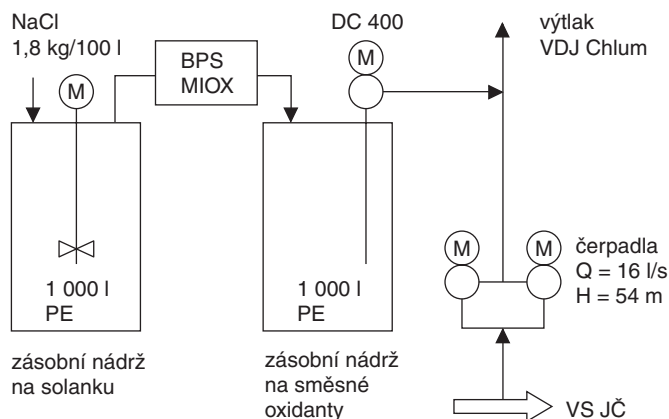 NaCl
1,8 kg/100 l
M
BPS
MIOX
DC 400
M
výtlak
VDJ Chlum
M
M
čerpadla
Q = 16 l/s
H = 54 m
1 000 l
PE
1 000 l
PE
zásobní nádrž
na solanku
zásobní nádrž
na směsné
oxidanty
VS JČ